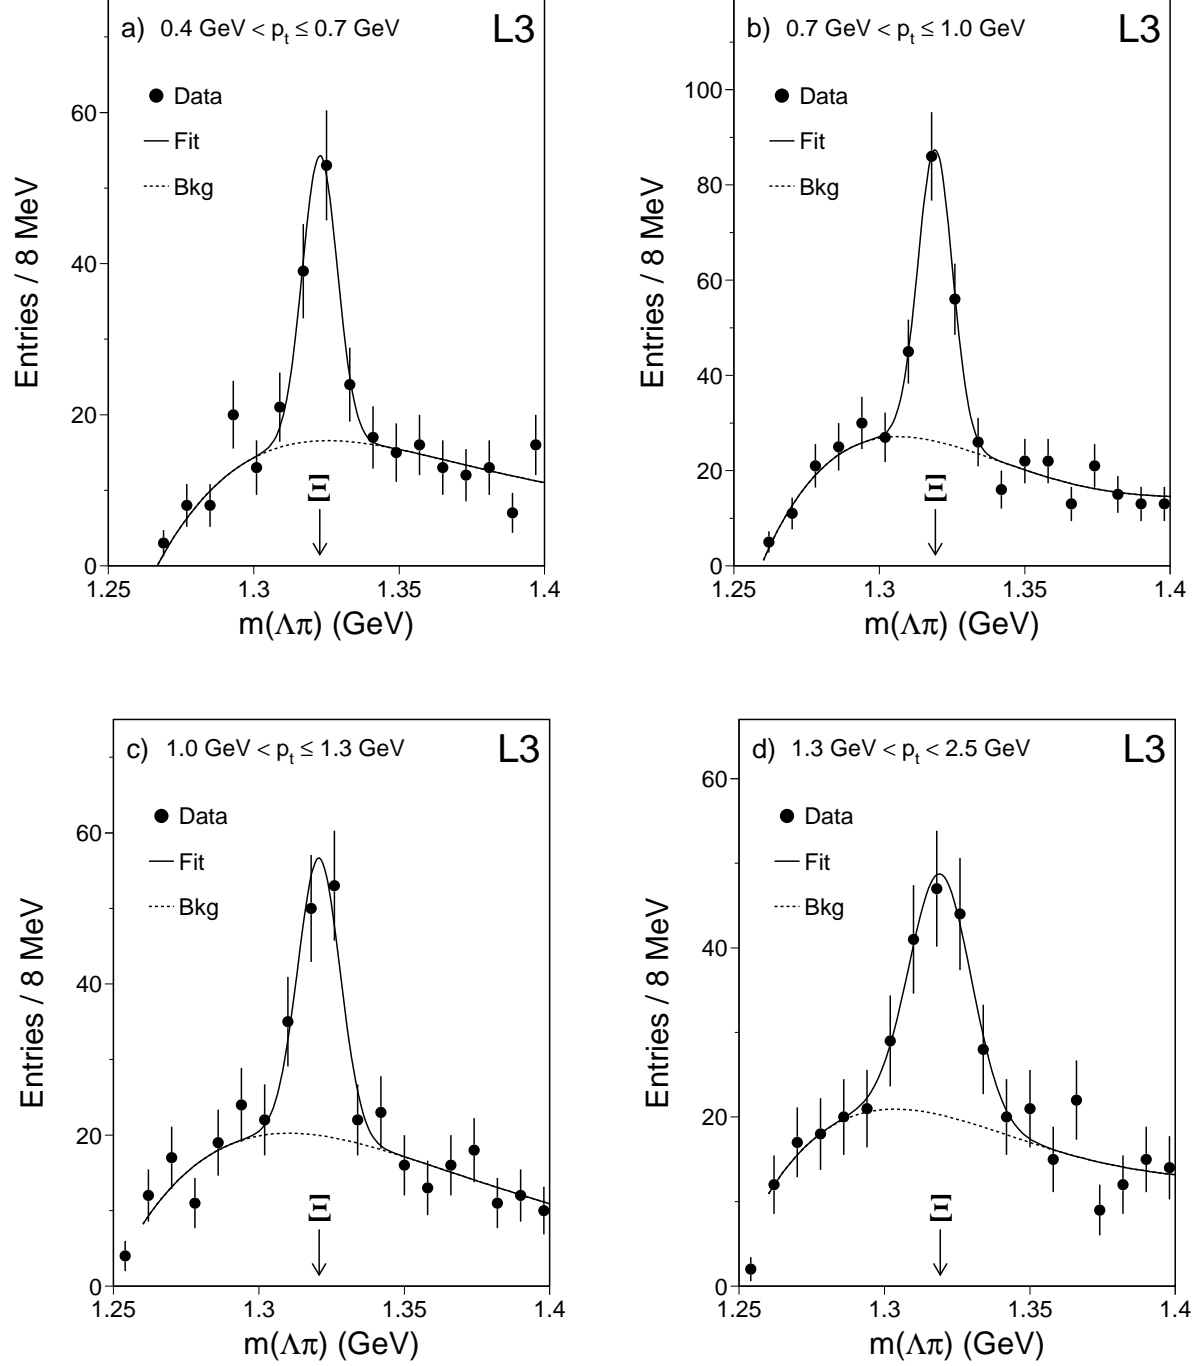 a) 0.4 GeV < pt ≤ 0.7 GeV L3
Data
Fit
Bkg
60
40
20
0
Ξ
1.25 1.3 1.35 1.4
Entries / 8 MeV
m(Λπ) (GeV)
b) 0.7 GeV < pt ≤ 1.0 GeV L3
Data
Fit
Bkg
100
80
60
40
20
0
Ξ
1.25 1.3 1.35 1.4
Entries / 8 MeV
m(Λπ) (GeV)
c) 1.0 GeV < pt ≤ 1.3 GeV L3
Data
Fit
Bkg
60
40
20
0
Ξ
1.25 1.3 1.35 1.4
Entries / 8 MeV
m(Λπ) (GeV)
d) 1.3 GeV < pt < 2.5 GeV L3
Data
Fit
Bkg
60
40
20
0
Ξ
1.25 1.3 1.35 1.4
Entries / 8 MeV
m(Λπ) (GeV)